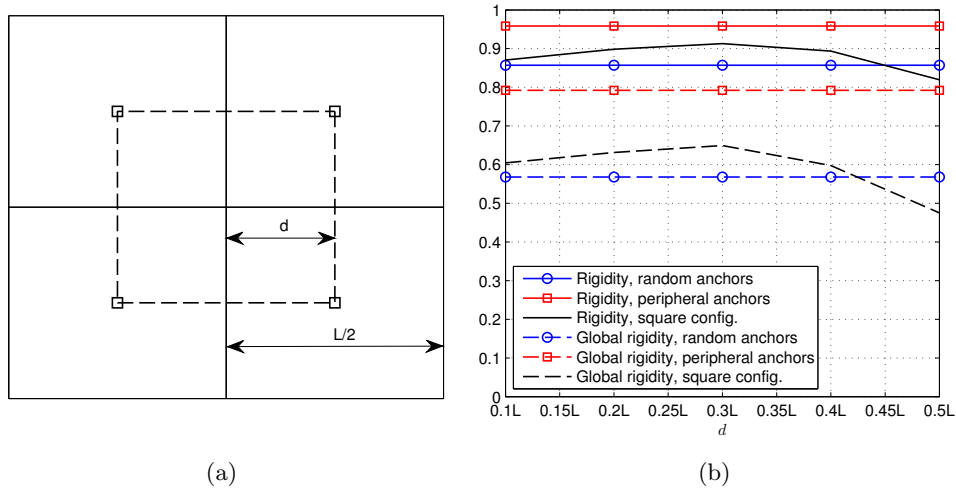 d
L/2
(a)
1
0.9
0.8
0.7
0.6
0.5
0.4
0.3
0.2
0.1
0
Rigidity, random anchors
Rigidity, peripheral anchors
Rigidity, square config.
Global rigidity, random anchors
Global rigidity, peripheral anchors
Global rigidity, square config.
0.1L 0.15L 0.2L 0.25L 0.3L 0.35L 0.4L 0.45L 0.5L
d
(b)